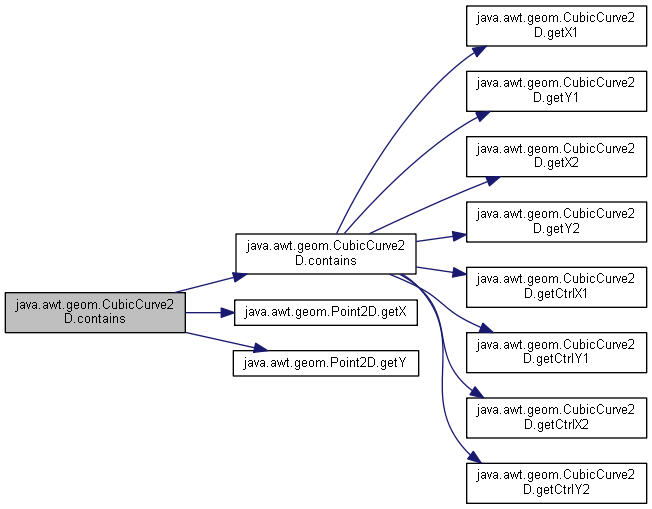 java.awt.geom.CubicCurve2
D.contains
java.awt.geom.CubicCurve2
D.contains
java.awt.geom.Point2D.getX
java.awt.geom.Point2D.getY
java.awt.geom.CubicCurve2
D.getX1
java.awt.geom.CubicCurve2
D.getY1
java.awt.geom.CubicCurve2
D.getX2
java.awt.geom.CubicCurve2
D.getY2
java.awt.geom.CubicCurve2
D.getCtrlX1
java.awt.geom.CubicCurve2
D.getCtrlY1
java.awt.geom.CubicCurve2
D.getCtrlX2
java.awt.geom.CubicCurve2
D.getCtrlY2